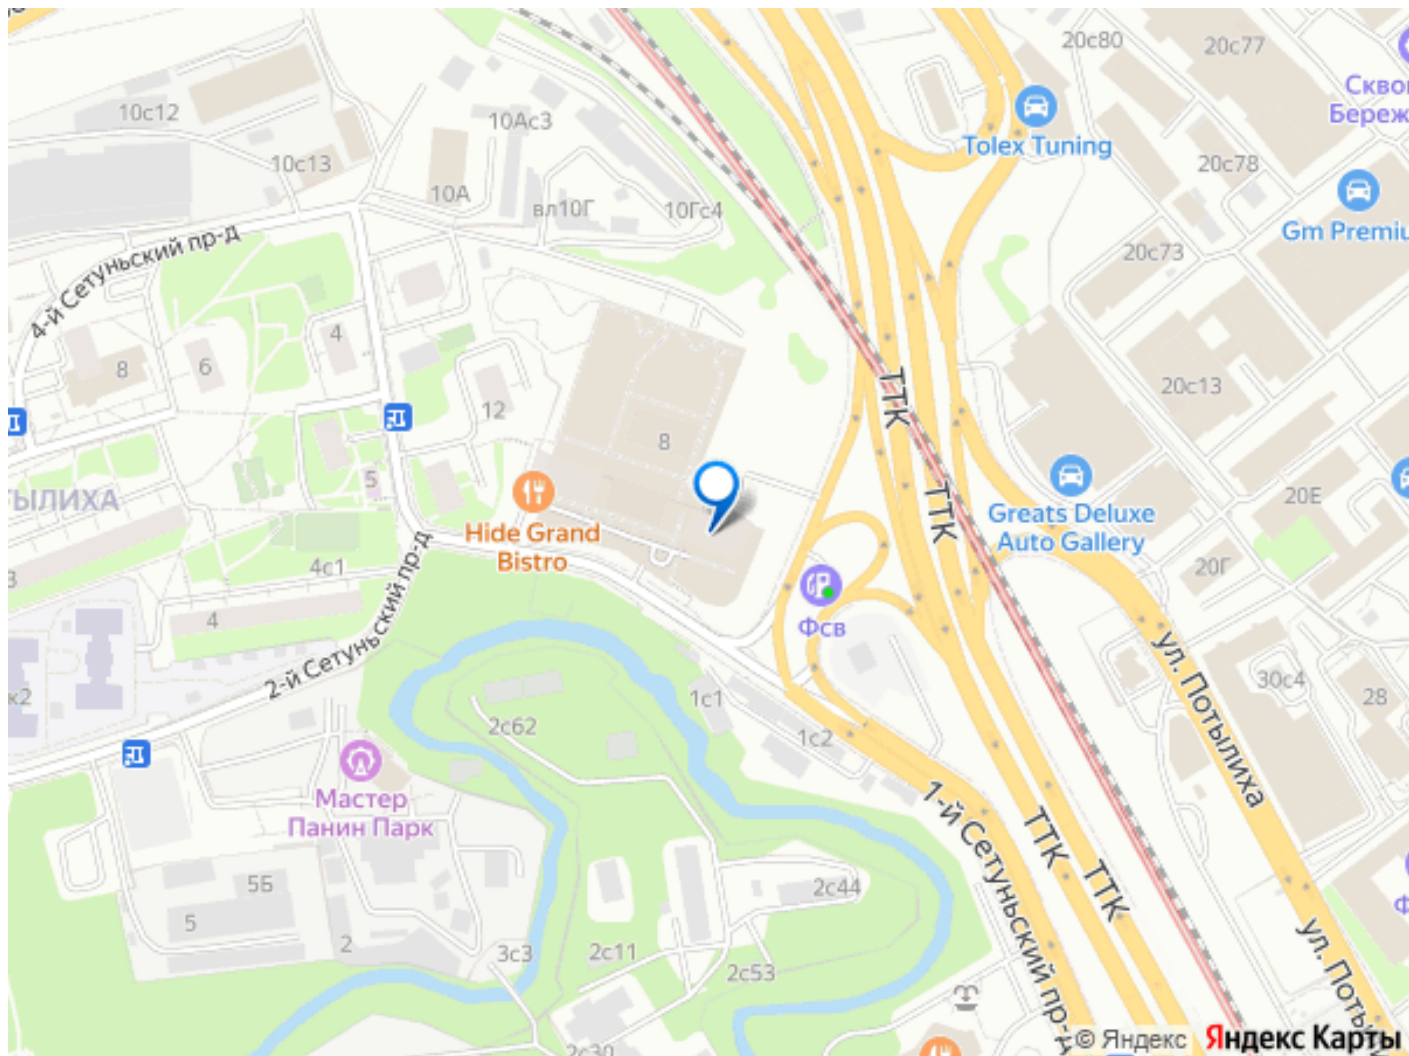 10с12
10с13
10Ас3
10А
вл10Г
10Гс4
20с80
20с77
Tolex Tuning
20с78
Gm Premiu
20с73
4-й Сетуньский пр-д
4
6
8
12
8
20с13
ТТК
ТТК
Hide Grand
Bistro
5
Greats Deluxe
Auto Gallery
20Е
20Г
4с1
4
2-й Сетуньский пр-д
Фсв
ул. Потылиха
30с4
28
к2
1с1
1с2
2с62
Мастер
Панин Парк
1-й Сетуньский пр-д
ТТК
ТТК
5Б
5
2
3с3
2с44
2с11
2с53
2с30
© Яндекс
Яндекс Карты